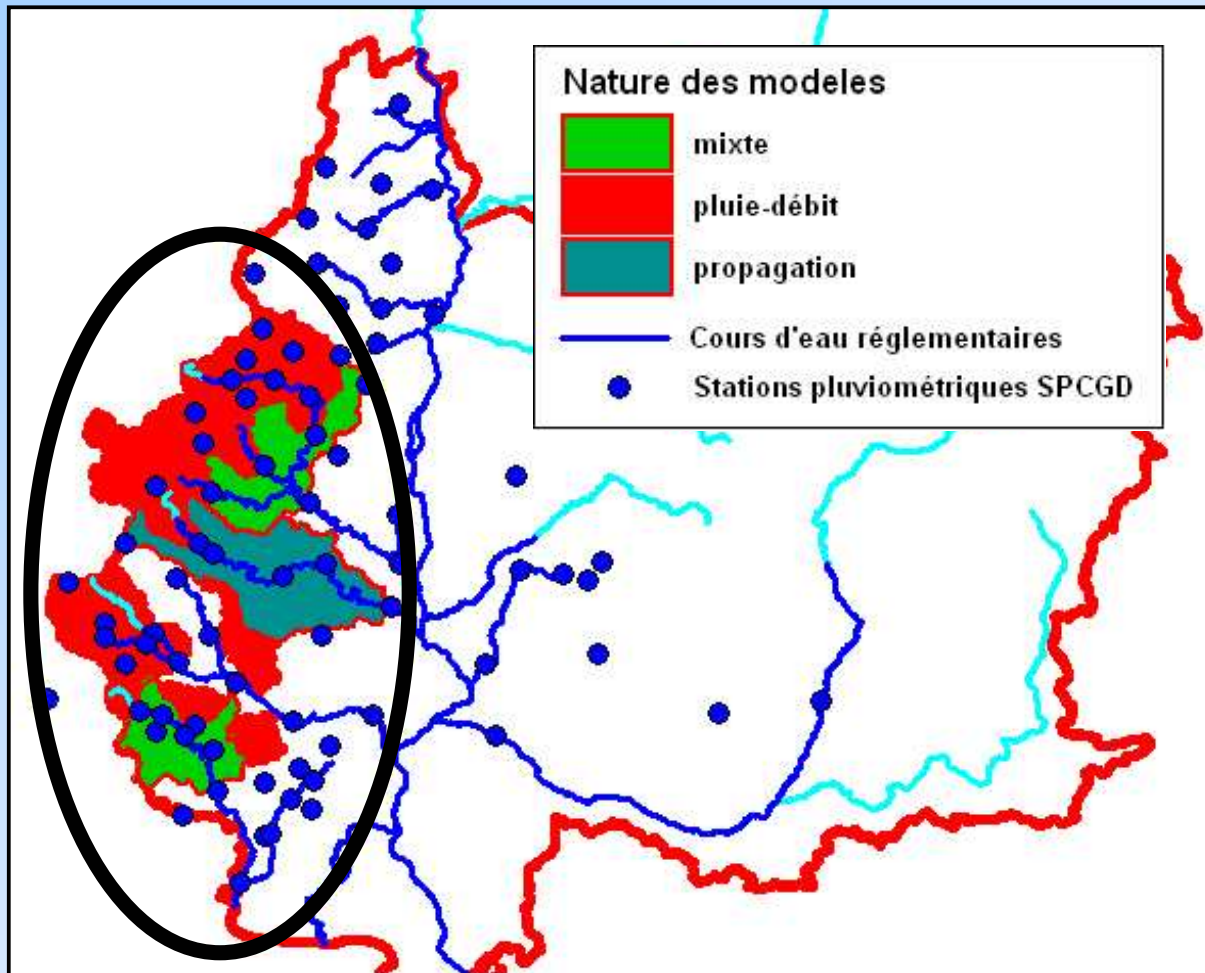 Nature des modeles
mixte
pluie-débit
propagation
Cours d'eau réglementaires
Stations pluviométriques SPCGD